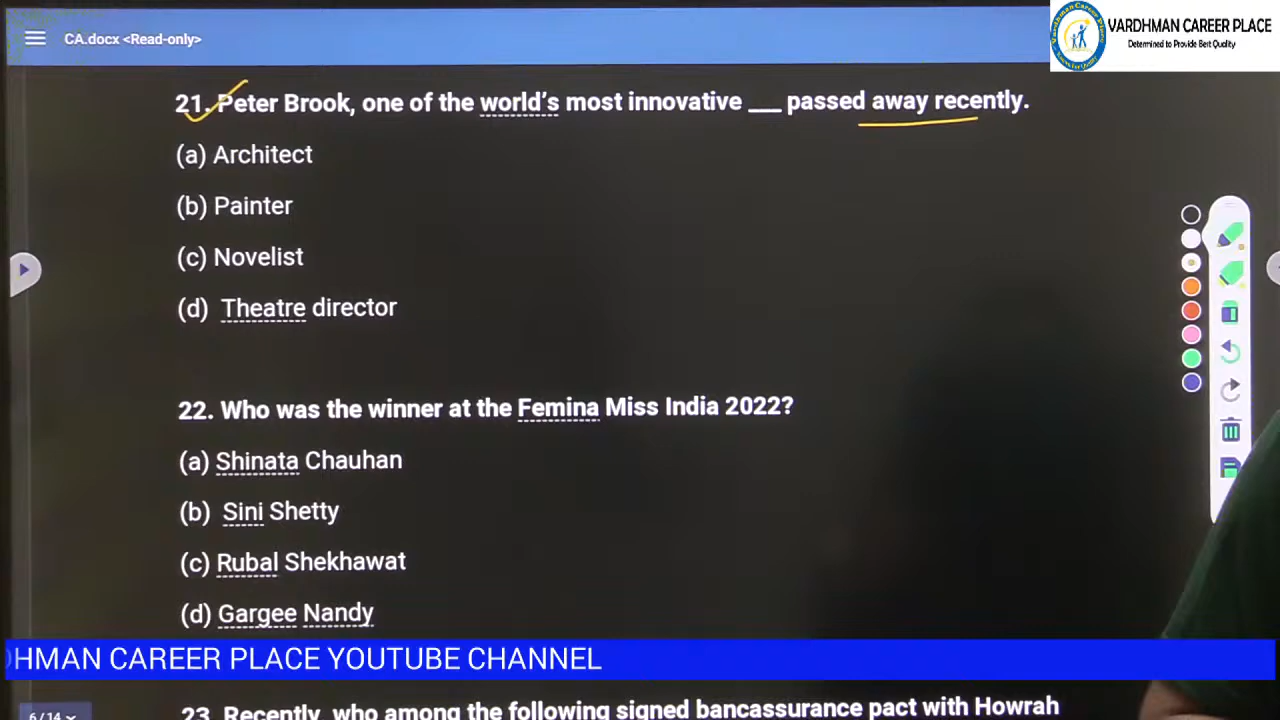 CA.docx <Read-only>
VARDHMAN CAREER PLACE
Determined to Provide Bert Quality
21. Peter Brook, one of the world's most innovative ___ passed away recently.
(a) Architect
(b) Painter
(c) Novelist
(d) Theatre director
22. Who was the winner at the Femina Miss India 2022?
(a) Shinata Chauhan
(b) Sini Shetty
(c) Rubal Shekhawat
(d) Gargee Nandy
HMAN CAREER PLACE YOUTUBE CHANNEL
6/14
23. Recently, who among the following signed bancassurance pact with Howrah